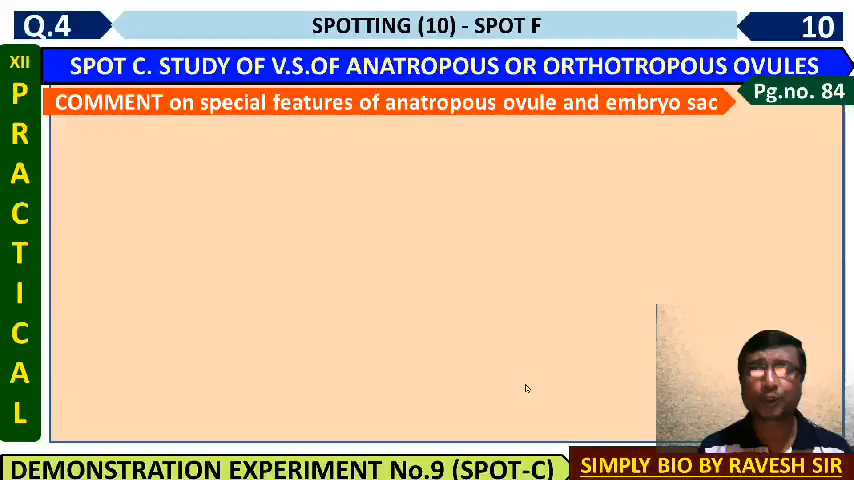 Q.4
SPOTTING (10) - SPOT F
10
XII
P
R
A
C
T
I
C
A
L
SPOT C. STUDY OF V.S.OF ANATROPOUS OR ORTHOTROPOUS OVULES
COMMENT on special features of anatropous ovule and embryo sac
Pg.no. 84
DEMONSTRATION EXPERIMENT No.9 (SPOT-C)
SIMPLY BIO BY RAVESH SIR